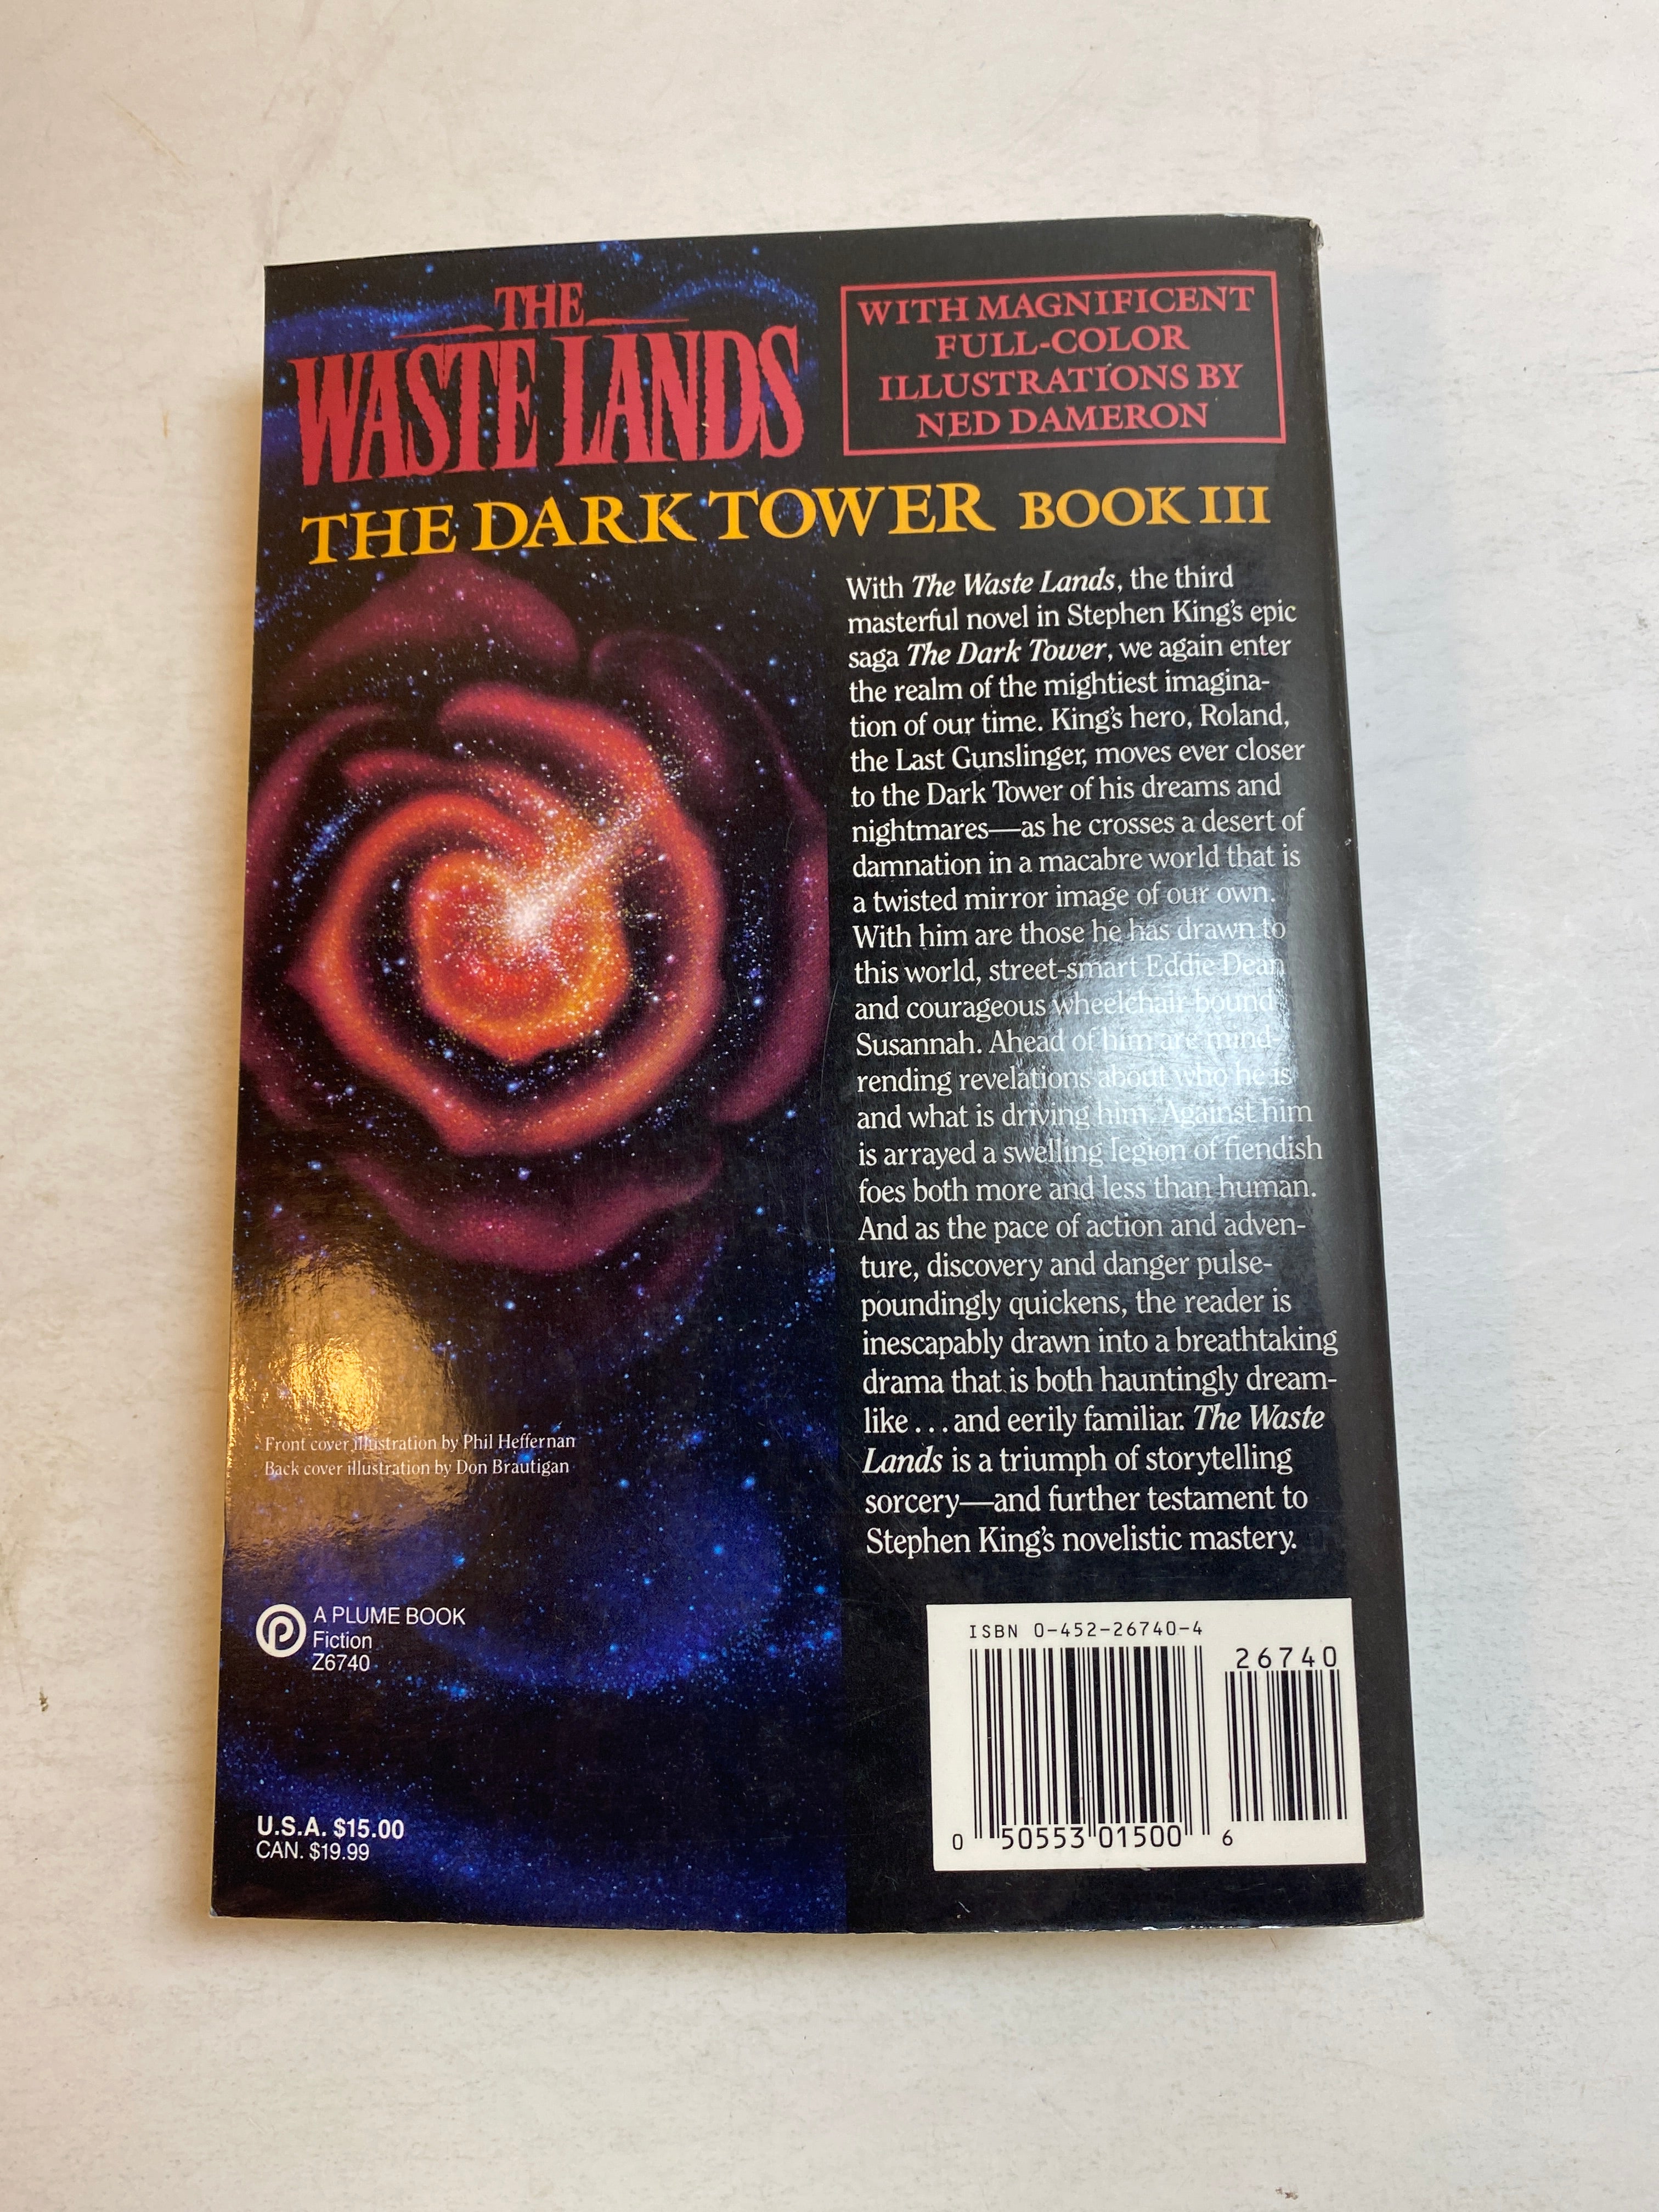 THE
WASTE LANDS
WITH MAGNIFICENT
FULL-COLOR
ILLUSTRATIONS BY
NED DAMERON
THE DARK TOWER BOOK III
With The Waste Lands, the third
masterful novel in Stephen King's epic
saga The Dark Tower, we again enter
the realm of the mightiest imagina-
tion of our time. King's hero, Roland,
the Last Gunslinger, moves ever closer
to the Dark Tower of his dreams and
nightmares—as he crosses a desert of
damnation in a macabre world that is
a twisted mirror image of our own.
With him are those he has drawn to
this world, street-smart Eddie Dean
and courageous wheelchair-bound
Susannah. Ahead of him are mind-
rending revelations about who he is
and what is driving him. Against him
is arrayed a swelling legion of fiendish
foes both more and less than human.
And as the pace of action and adven-
ture, discovery and danger pulse-
poundingly quickens, the reader is
inescapably drawn into a breathtaking
drama that is both hauntingly dream-
like . . . and eerily familiar. The Waste
Lands is a triumph of storytelling
sorcery—and further testament to
Stephen King's novelistic mastery.
Front cover illustration by Phil Heffernan
Back cover illustration by Don Brautigan
A PLUME BOOK
Fiction
Z6740
U.S.A. $15.00
CAN. $19.99
ISBN 0-452-26740-4
26740
0 50553 01500 6